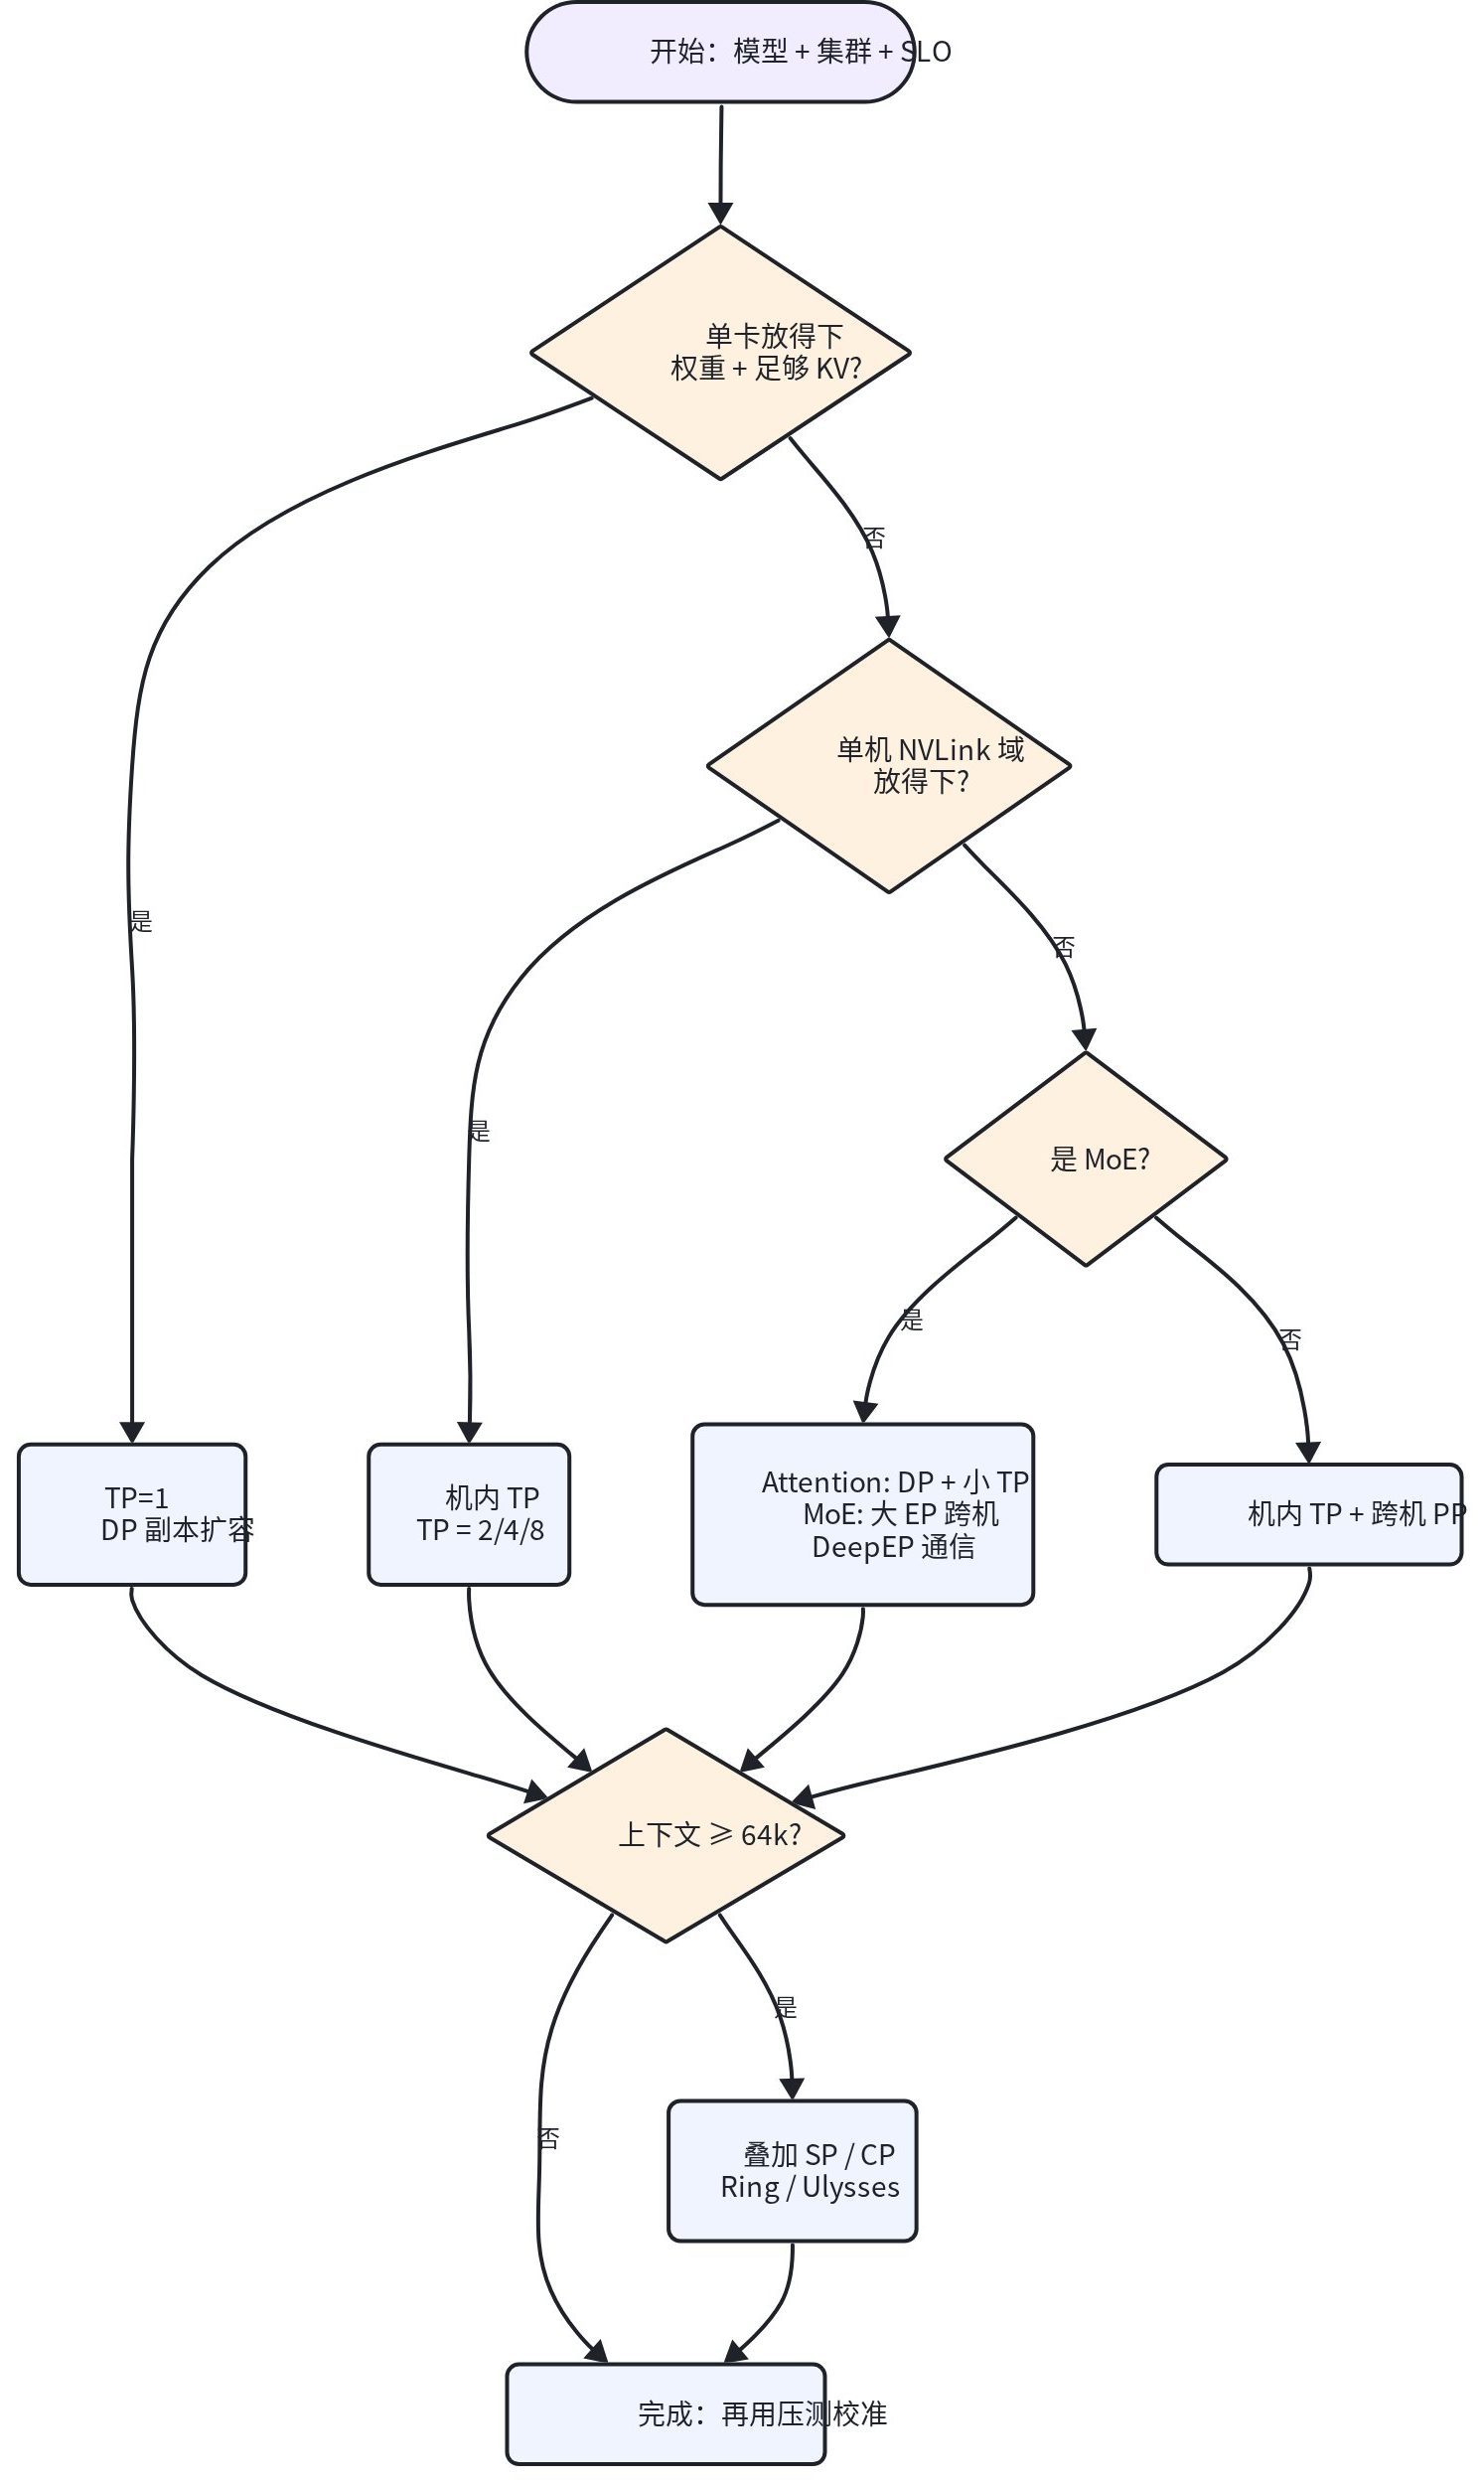 开始：模型 + 集群 + SLO
单卡放得下
权重 + 足够 KV?
否
单机 NVLink 域
放得下?
是
否
是
是 MoE?
是
否
TP=1
DP 副本扩容
机内 TP
TP = 2/4/8
Attention: DP + 小 TP
MoE: 大 EP 跨机
DeepEP 通信
机内 TP + 跨机 PP
上下文 ⩾ 64k?
是
否
叠加 SP / CP
Ring / Ulysses
完成：再用压测校准